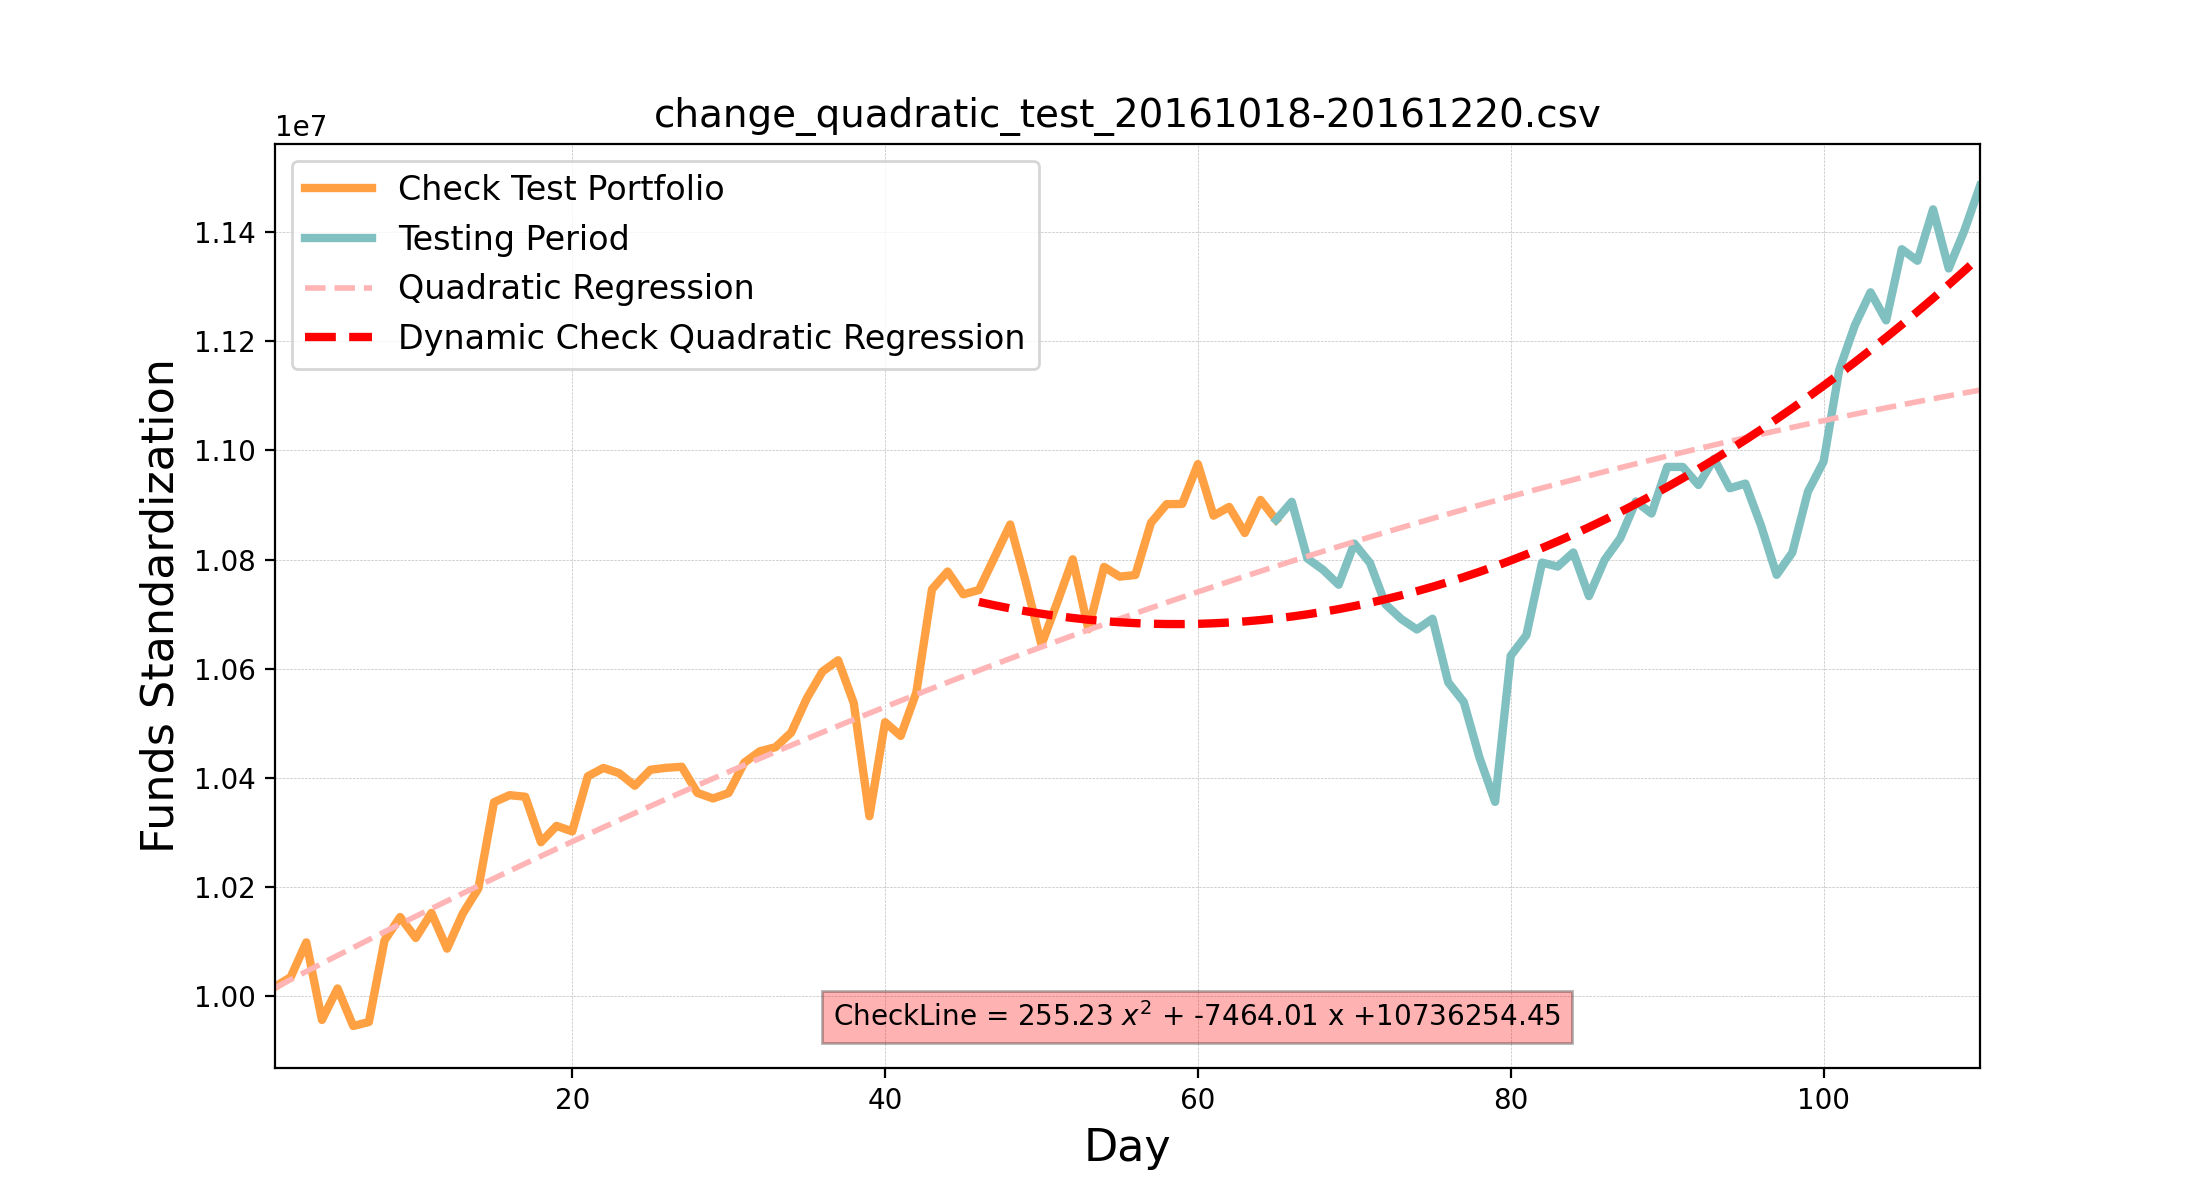 change_quadratic_test_20161018-20161220.csv
1e7
Check Test Portfolio
Testing Period
Quadratic Regression
Dynamic Check Quadratic Regression
1.14
1.12
1.10
1.08
1.06
1.04
1.02
1.00
Funds Standardization
CheckLine = 255.23 x² + -7464.01 x +10736254.45
20 40 60 80 100
Day